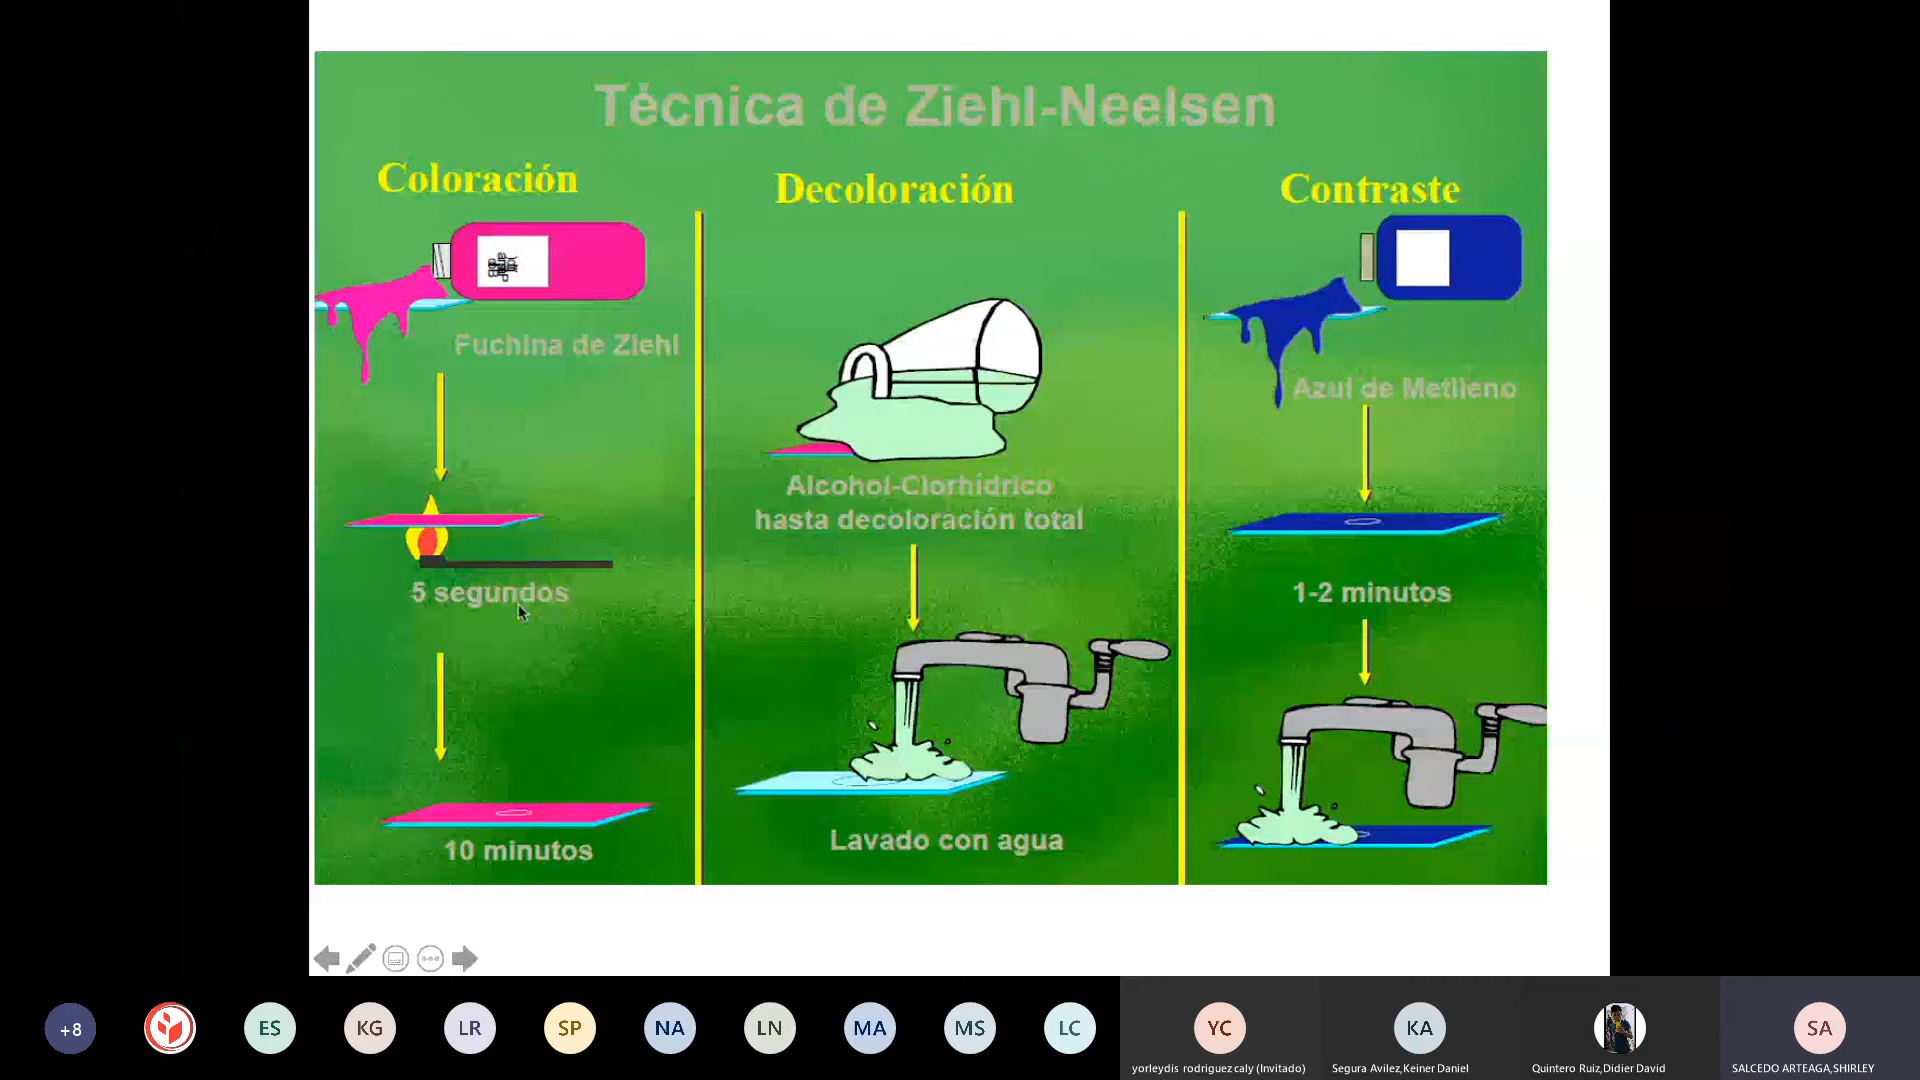 Técnica de Ziehl-Neelsen
Coloración
Decoloración
Contraste
Fuchina de Ziehl
5 segundos
10 minutos
Alcohol-Clorhídrico
hasta decoloración total
Lavado con agua
Azul de Metlleno
1-2 minutos
+8
ES
KG
LR
SP
NA
LN
MA
MS
LC
YC
yorleydis rodriguez caly (Invitado)
KA
Segura Avilez,Keiner Daniel
Quintero Ruiz,Didier David
SA
SALCEDO ARTEAGA,SHIRLEY